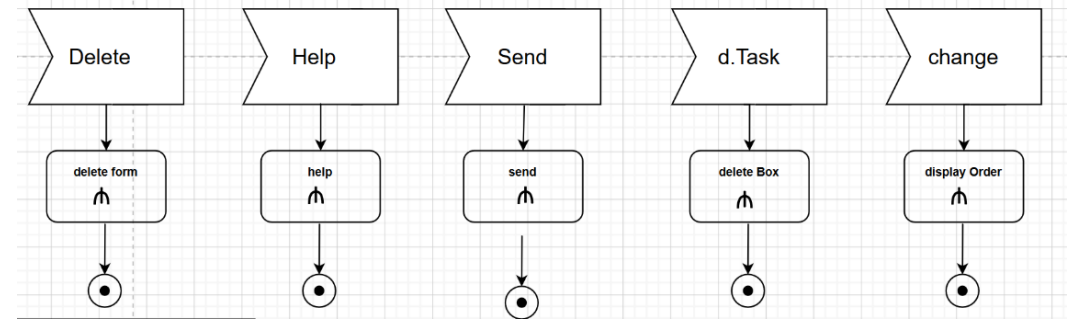 Delete
Help
Send
d.Task
change
delete form
help
send
delete Box
display Order